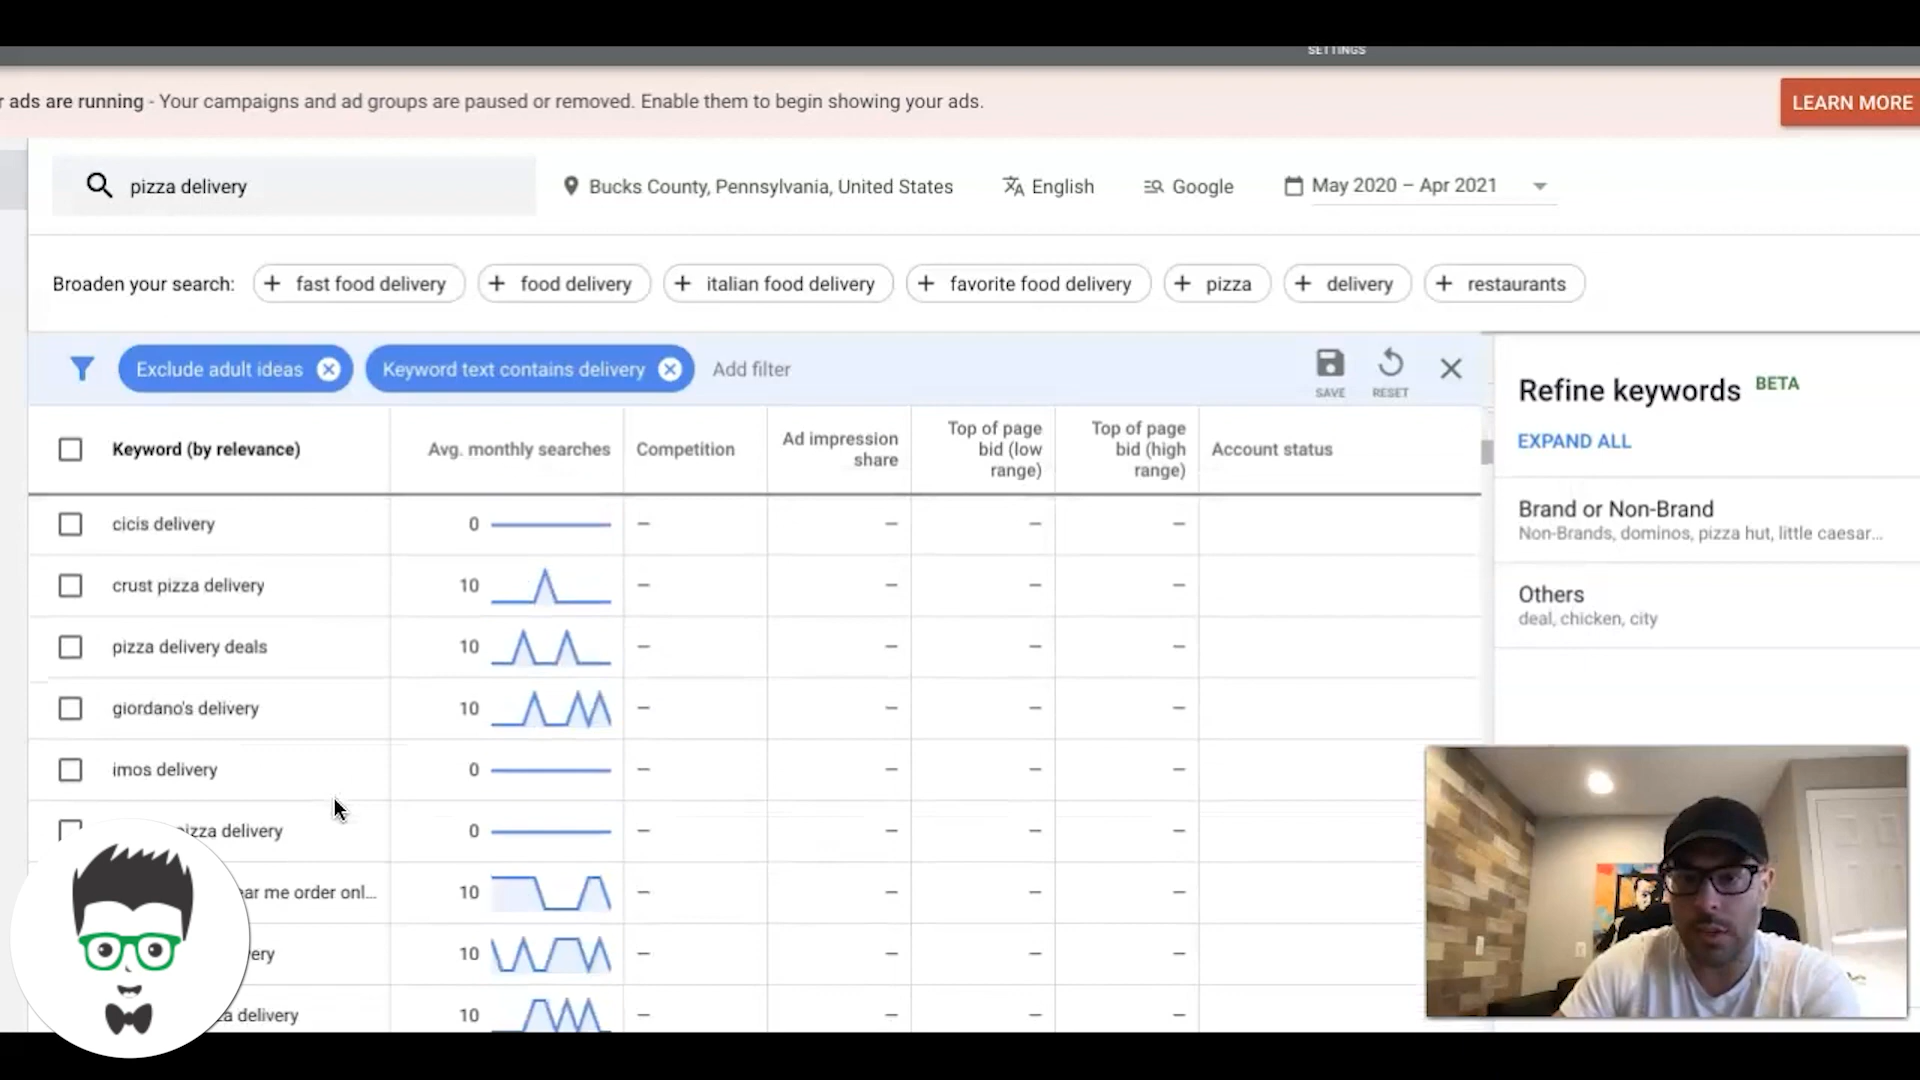 SETTINGS
r ads are running - Your campaigns and ad groups are paused or removed. Enable them to begin showing your ads.
LEARN MORE
pizza delivery
Bucks County, Pennsylvania, United States
English
Google
May 2020 – Apr 2021
Broaden your search:
+ fast food delivery
+ food delivery
+ italian food delivery
+ favorite food delivery
+ pizza
+ delivery
+ restaurants
Exclude adult ideas
Keyword text contains delivery
Add filter
SAVE
RESET
Refine keywords BETA
EXPAND ALL
Keyword (by relevance)
Avg. monthly searches
Competition
Ad impression
share
Top of page
bid (low
range)
Top of page
bid (high
range)
Account status
Brand or Non-Brand
Non-Brands, dominos, pizza hut, little caesar...
Others
deal, chicken, city
cicis delivery 0 – – – –
crust pizza delivery 10 – – – –
pizza delivery deals 10 – – – –
giordano's delivery 10 – – – –
imos delivery 0 – – – –
izza delivery 0 – – – –
ar me order onl... 10 – – – –
ery 10 – – – –
a delivery 10 – – – –